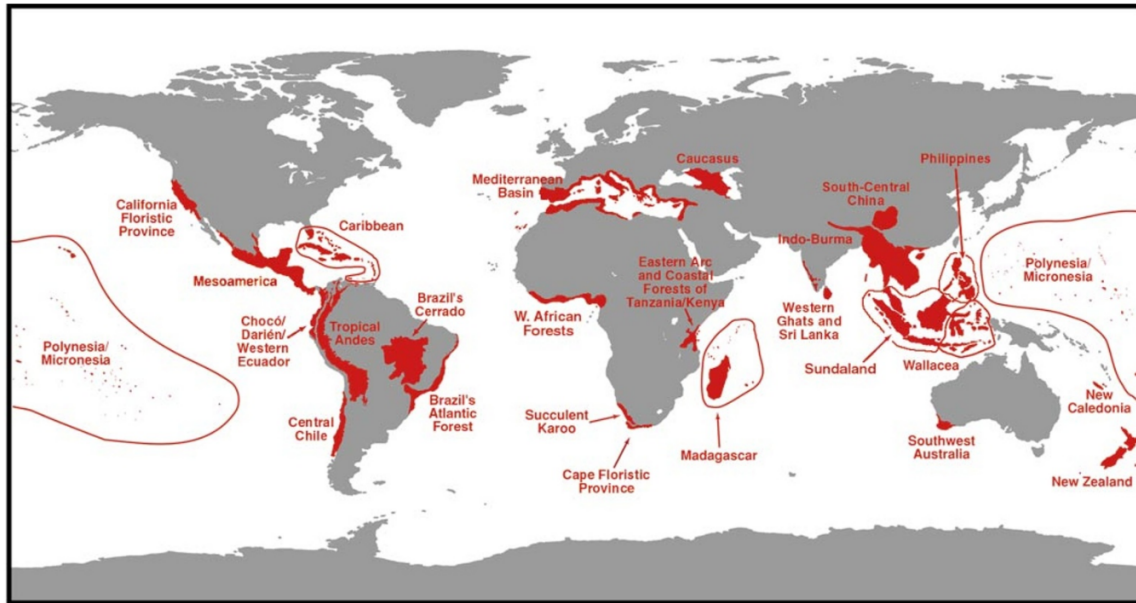 California
Floristic
Province
Caribbean
Mesoamerica
Polynesia/
Micronesia
Chocó/
Darién/
Western
Ecuador
Tropical
Andes
Brazil's
Cerrado
Brazil's
Atlantic
Forest
Central
Chile
Mediterranean
Basin
Caucasus
W. African
Forests
Eastern Arc
and Coastal
Forests of
Tanzania/Kenya
Succulent
Karoo
Cape Floristic
Province
Madagascar
South-Central
China
Philippines
Indo-Burma
Western
Ghats and
Sri Lanka
Sundaland
Wallacea
Polynesia/
Micronesia
New
Caledonia
Southwest
Australia
New Zealand